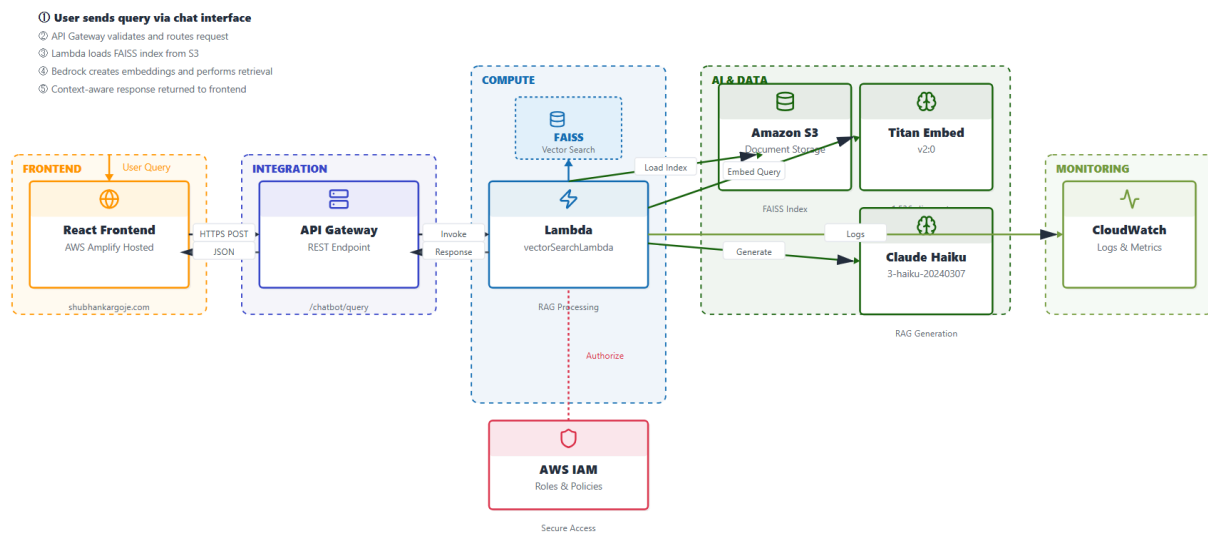 ① User sends query via chat interface
② API Gateway validates and routes request
③ Lambda loads FAISS index from S3
④ Bedrock creates embeddings and performs retrieval
⑤ Context-aware response returned to frontend
FRONTEND
User Query
React Frontend
AWS Amplify Hosted
shubhankargoje.com
HTTPS POST
JSON
INTEGRATION
API Gateway
REST Endpoint
/chatbot/query
Invoke
Response
COMPUTE
FAISS
Vector Search
Lambda
vectorSearchLambda
RAG Processing
Authorize
AWS IAM
Roles & Policies
Secure Access
Load Index
Embed Query
Logs
Generate
AI & DATA
Amazon S3
Document Storage
FAISS Index
Titan Embed
v2:0
Claude Haiku
3-haiku-20240307
RAG Generation
MONITORING
CloudWatch
Logs & Metrics